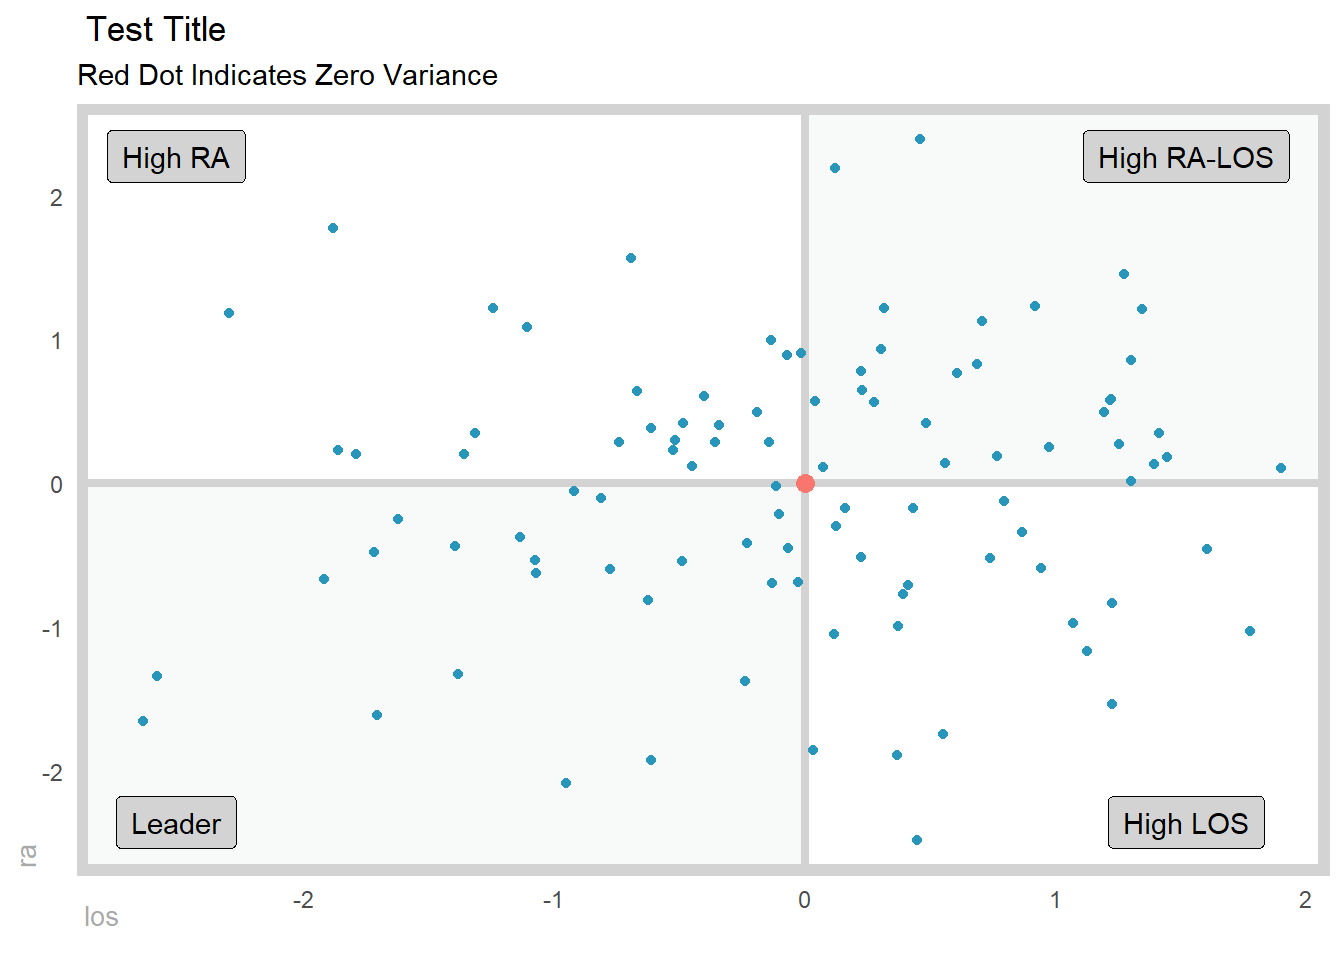 Test Title
Red Dot Indicates Zero Variance
High RA
High RA-LOS
2
1
0
-1
-2
Leader
High LOS
ra
-2
-1
0
1
2
los